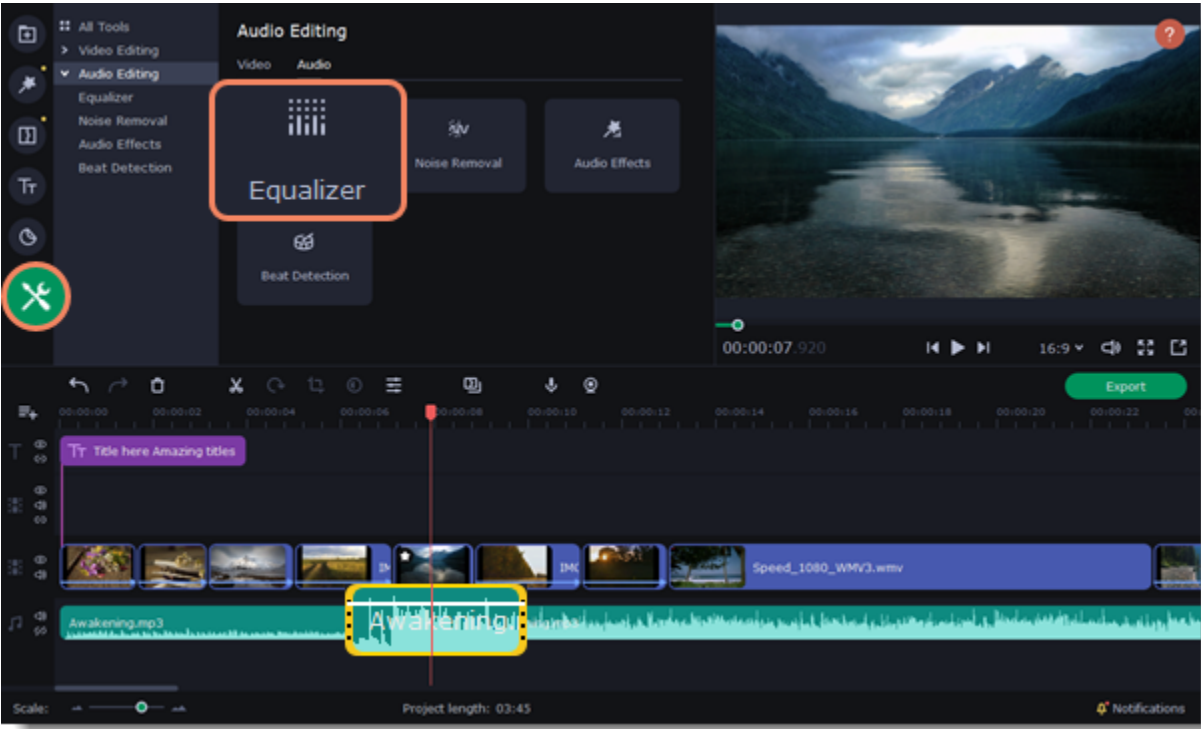 All Tools
Video Editing
Audio Editing
Equalizer
Noise Removal
Audio Effects
Beat Detection
Audio Editing
Video Audio
Equalizer
Noise Removal
Audio Effects
Beat Detection
?
00:00:07.920
16:9
Export
00:00:00 00:00:02 00:00:04 00:00:06 00:00:08 00:00:10 00:00:12 00:00:14 00:00:16 00:00:18 00:00:20 00:00:22
Title here Amazing titles
Speed_1080_WMV3.wmv
Awakening.mp3
Awakening.
Scale:
Project length: 03:45
Notifications